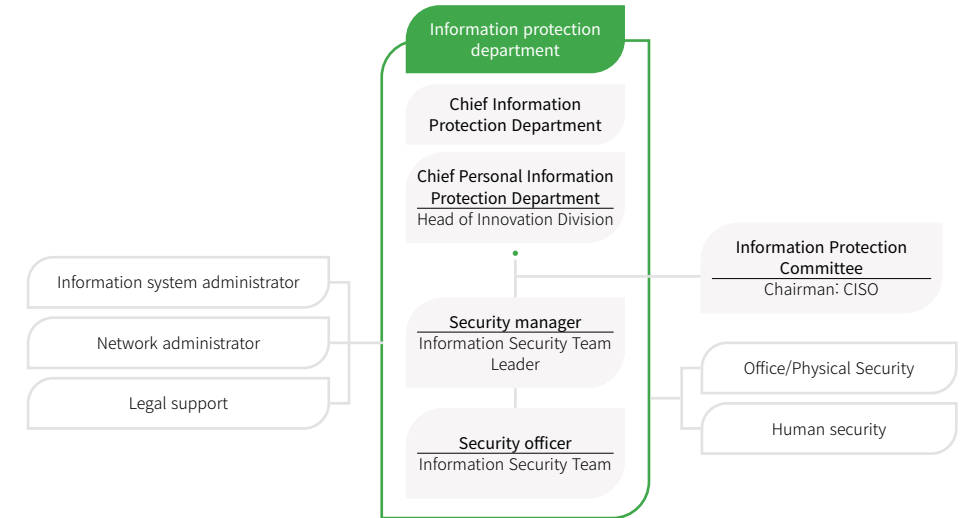 Information protection
department
Chief Information
Protection Department
Chief Personal Information
Protection Department
Head of Innovation Division
Information Protection
Committee
Chairman: CISO
Information system administrator
Network administrator
Legal support
Security manager
Information Security Team
Leader
Office/Physical Security
Human security
Security officer
Information Security Team